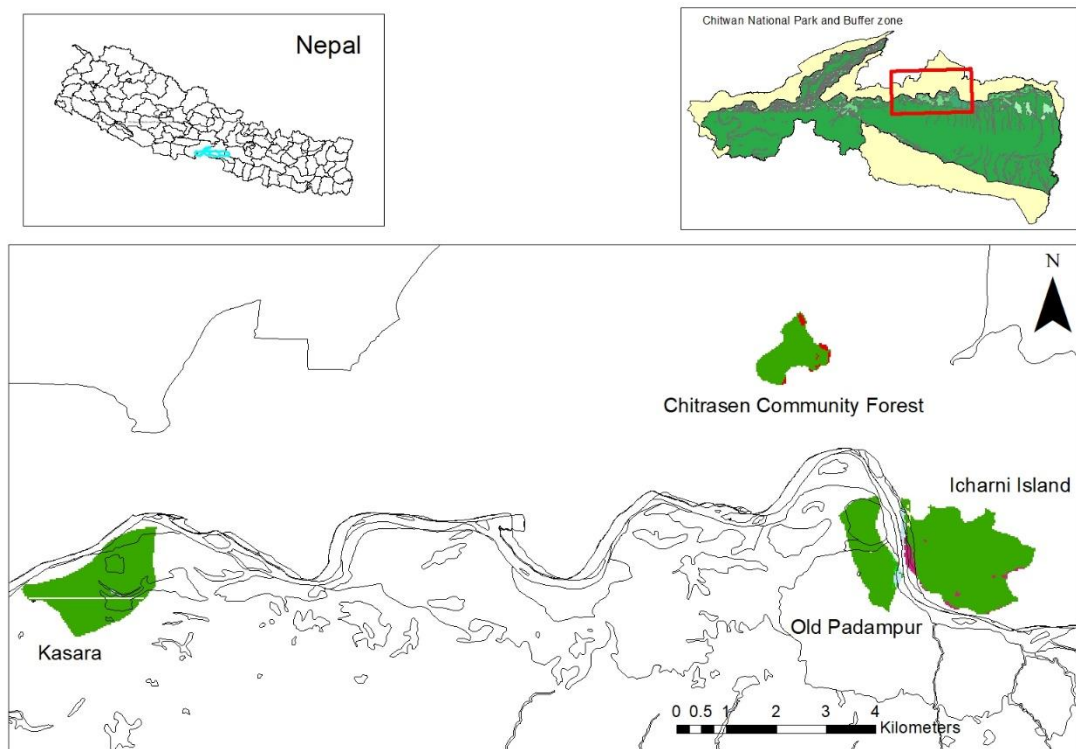 Nepal
Chitwan National Park and Buffer zone
N
Chitrasen Community Forest
Icharni Island
Old Padampur
Kasara
0 0.5 1 2 3 4
Kilometers